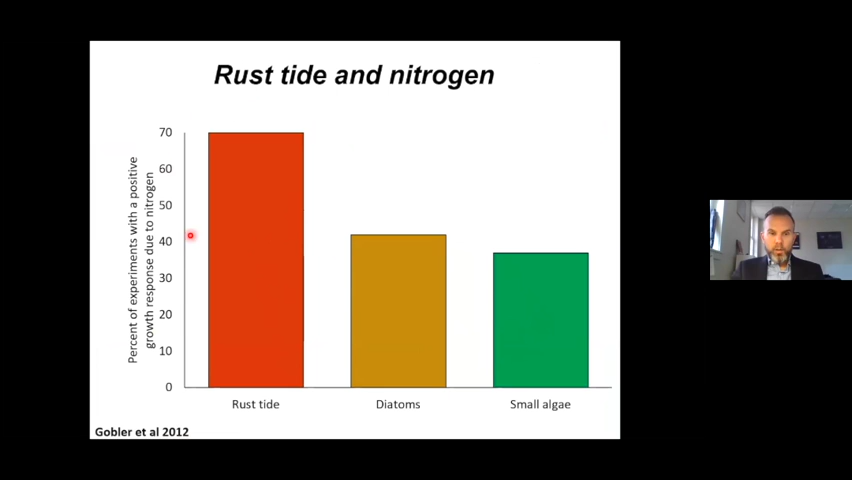 Rust tide and nitrogen
Percent of experiments with a positive
growth response due to nitrogen
70
60
50
40
30
20
10
0
Rust tide
Diatoms
Small algae
Gobler et al 2012